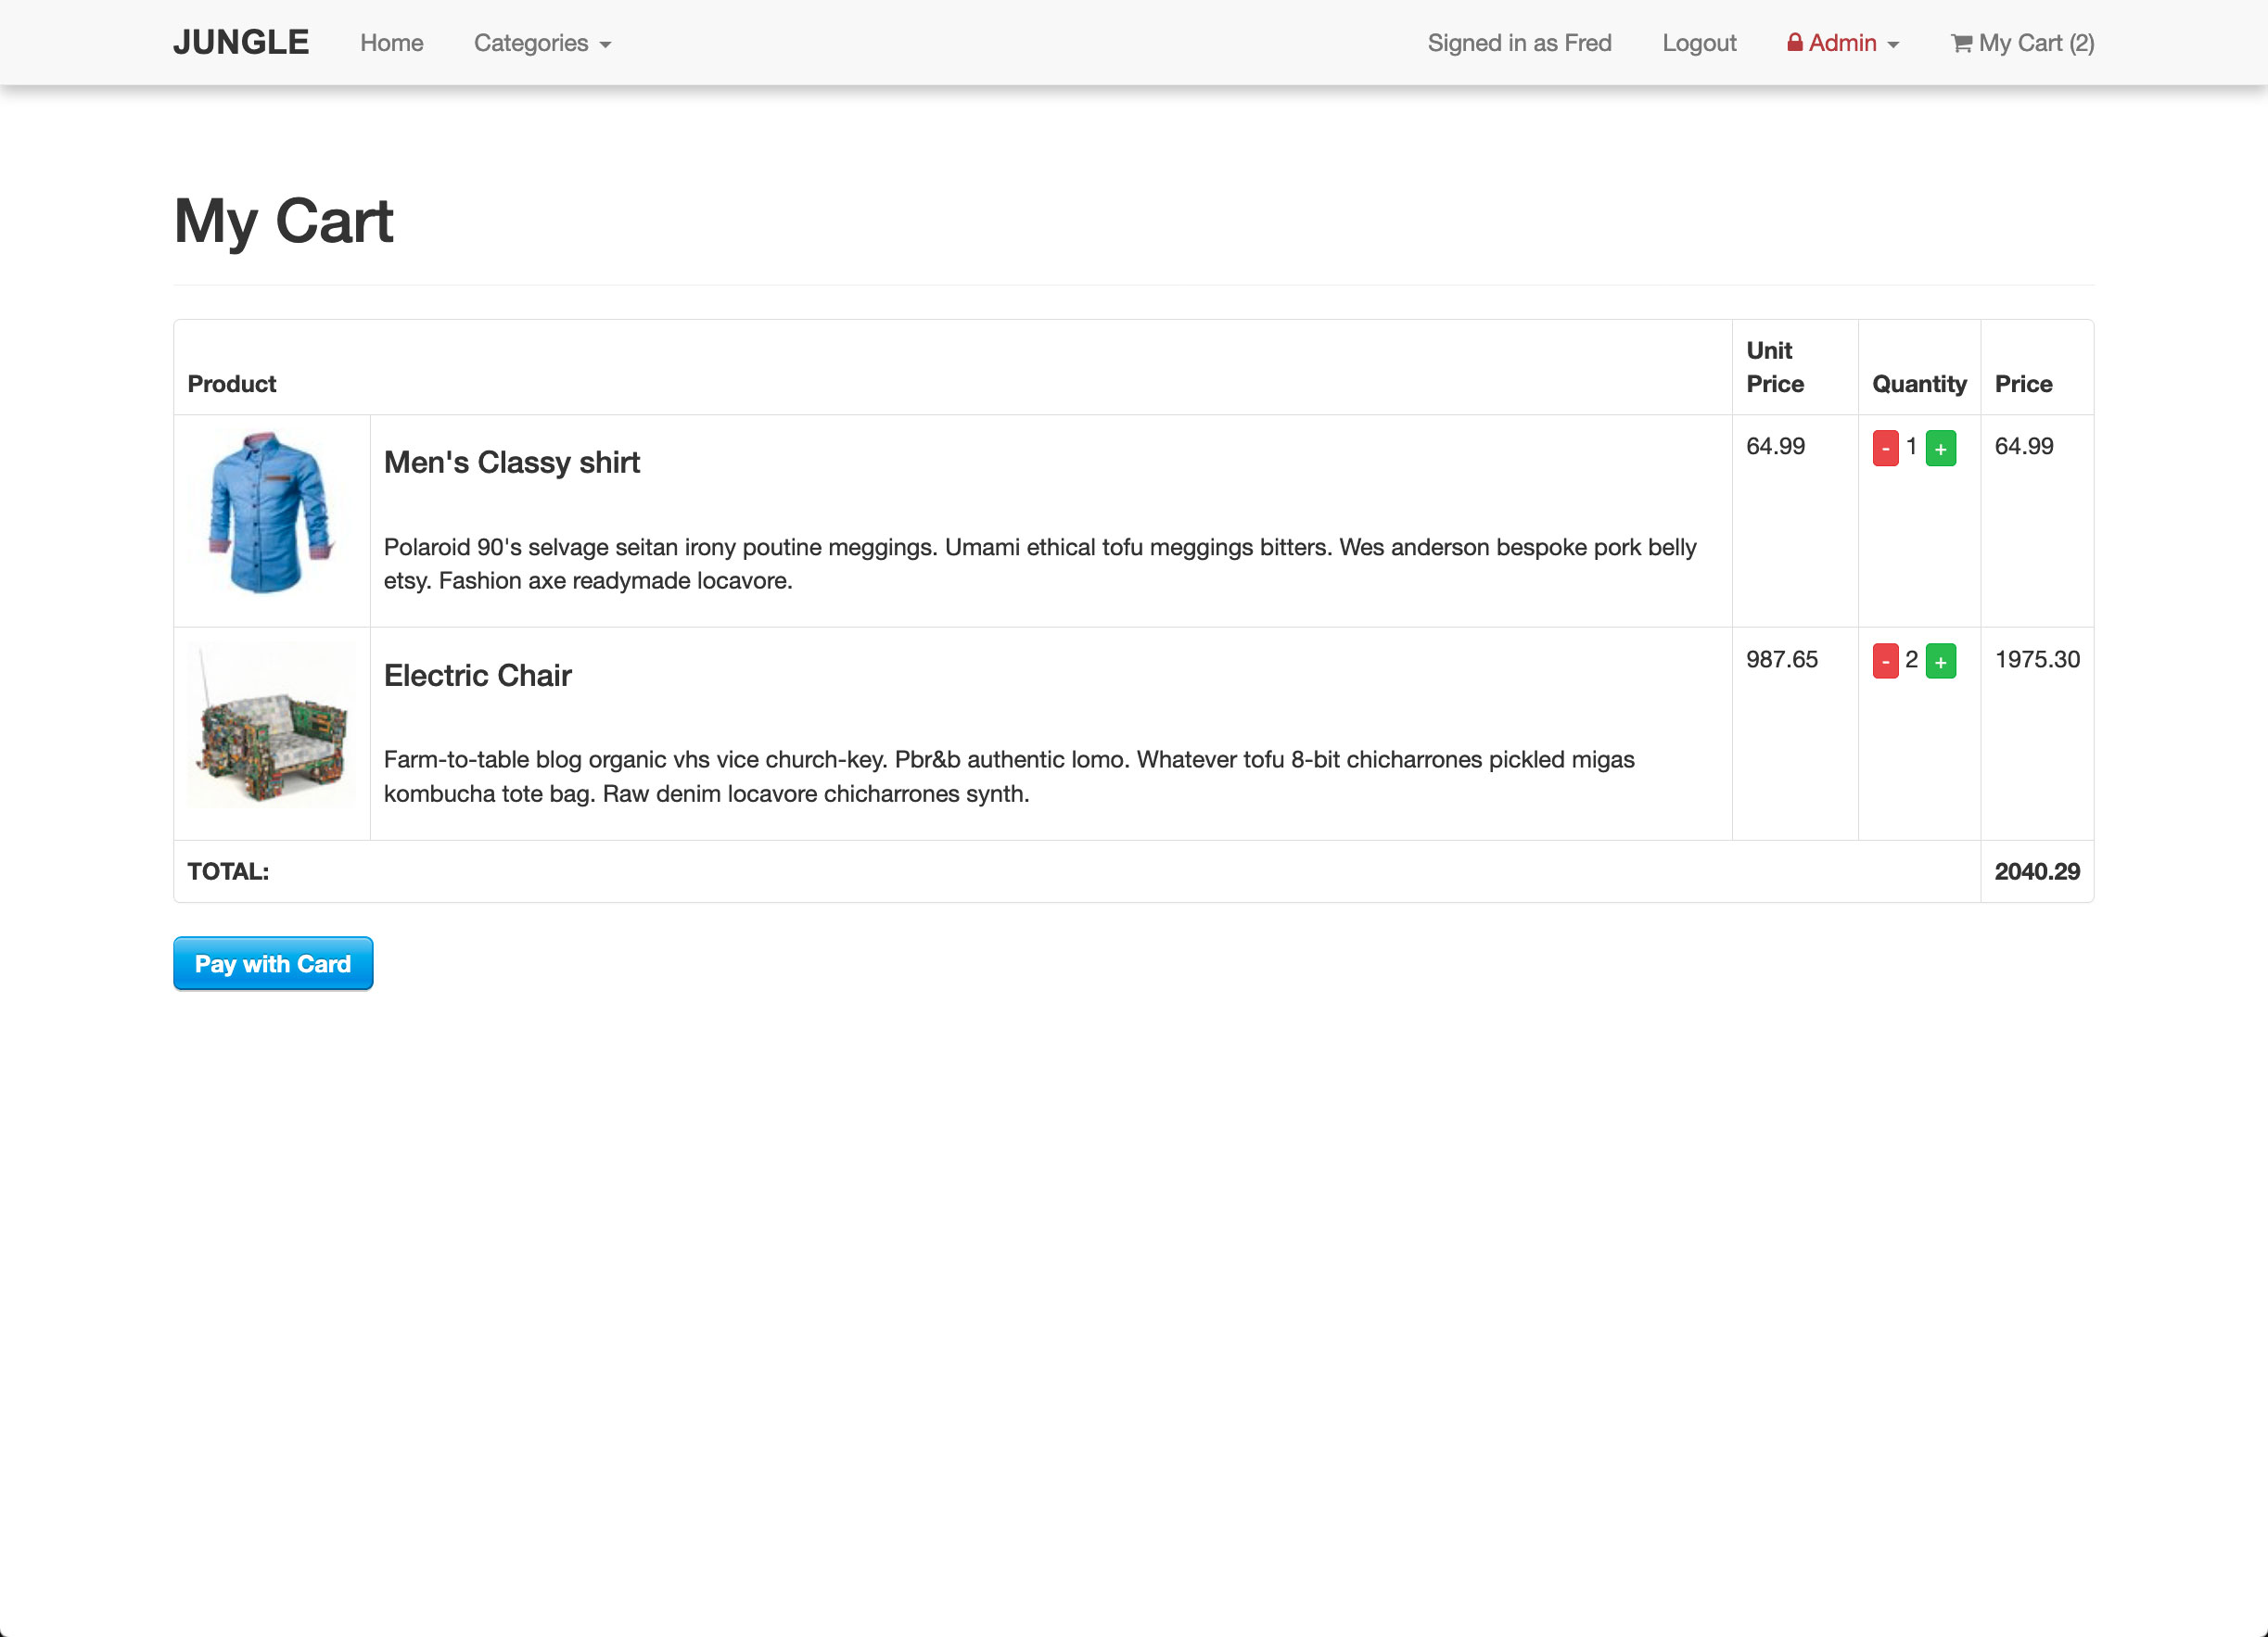 JUNGLE Home Categories Signed in as Fred Logout Admin My Cart (2)
My Cart
Product Unit Price Quantity Price
Men's Classy shirt 64.99 - 1 + 64.99
Polaroid 90's selvage seitan irony poutine meggings. Umami ethical tofu meggings bitters. Wes anderson bespoke pork belly
etsy. Fashion axe readymade locavore.
Electric Chair 987.65 - 2 + 1975.30
Farm-to-table blog organic vhs vice church-key. Pbr&b authentic lomo. Whatever tofu 8-bit chicharrones pickled migas
kombucha tote bag. Raw denim locavore chicharrones synth.
TOTAL: 2040.29
Pay with Card